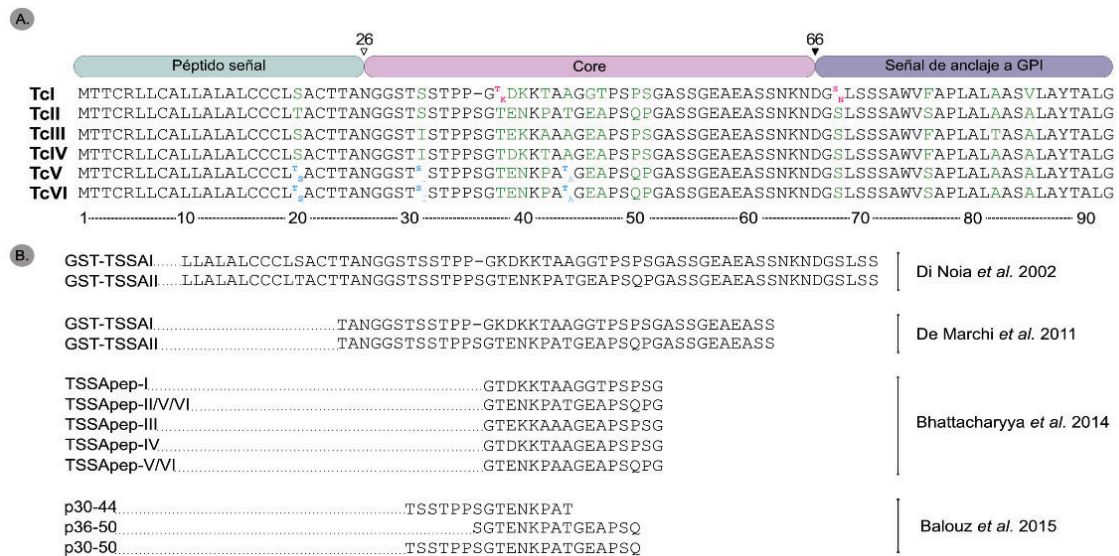 A.
26
66
Péptido señal Core Señal de anclaje a GPI
TcI MTTCRLLCALLALALCCCLSACTTANGGSTSSTPP-GTKDKTAAGGTPSPSGASSGEAEASSNKNDGSNLSSSAWVFAPLALAASVLAYTALG
TcII MTTCRLLCALLALALCCCLTACTTANGGSTSSTPPSGTENKPATGEAPSQPGASSGEAEASSNKNDGSLSSSAWVSAPLALAASALAYTALG
TcIII MTTCRLLCALLALALCCCLSACTTANGGSTISTPPSGTEKKAAAGEAPSPSGASSGEAEASSNKNDGSLSSSAWVFAPLALTASALAYTALG
TcIV MTTCRLLCALLALALCCCLSACTTANGGSTISTPPSGTDKKTAAGEAPSPSGASSGEAEASSNKNDGSLSSSAWVFAPLALAASALAYTALG
TcV MTTCRLLCALLALALCCCLTSACTTANGGSTSSTPPSGTENKPATAGEAPSQPGASSGEAEASSNKNDGSLSSSAWVSAPLALAASALAYTALG
TcVI MTTCRLLCALLALALCCCLTSACTTANGGSTSSTPPSGTENKPATAGEAPSQPGASSGEAEASSNKNDGSLSSSAWVSAPLALAASALAYTALG
1 10 20 30 40 50 60 70 80 90
B.
GST-TSSAI LLALALCCCLSACTTANGGSTSSTPP-GKDKKTAAGGTPSPSGASSGEAEASSNKNDGSLSS
GST-TSSAII LLALALCCCLTACTTANGGSTSSTPPSGTENKPATGEAPSQPGASSGEAEASSNKNDGSLSS
Di Noia et al. 2002
GST-TSSAI TANGGSTSSTPP-GKDKKTAAGGTPSPSGASSGEAEASS
GST-TSSAII TANGGSTSSTPPSGTENKPATGEAPSQPGASSGEAEASS
De Marchi et al. 2011
TSSApep-I GTDKKTAAGGTPSPSG
TSSApep-II/V/VI GTENKPATGEAPSQPG
TSSApep-III GTEKKAAAGEAPSPSG
TSSApep-IV GTDKKTAAGEAPSPSG
TSSApep-V/VI GTENKPAAGEAPSQPG
Bhattacharyya et al. 2014
p30-44 TSSTPPSGTENKPAT
p36-50 SGTENKPATGEAPSQ
p30-50 TSSTPPSGTENKPATGEAPSQ
Balouz et al. 2015